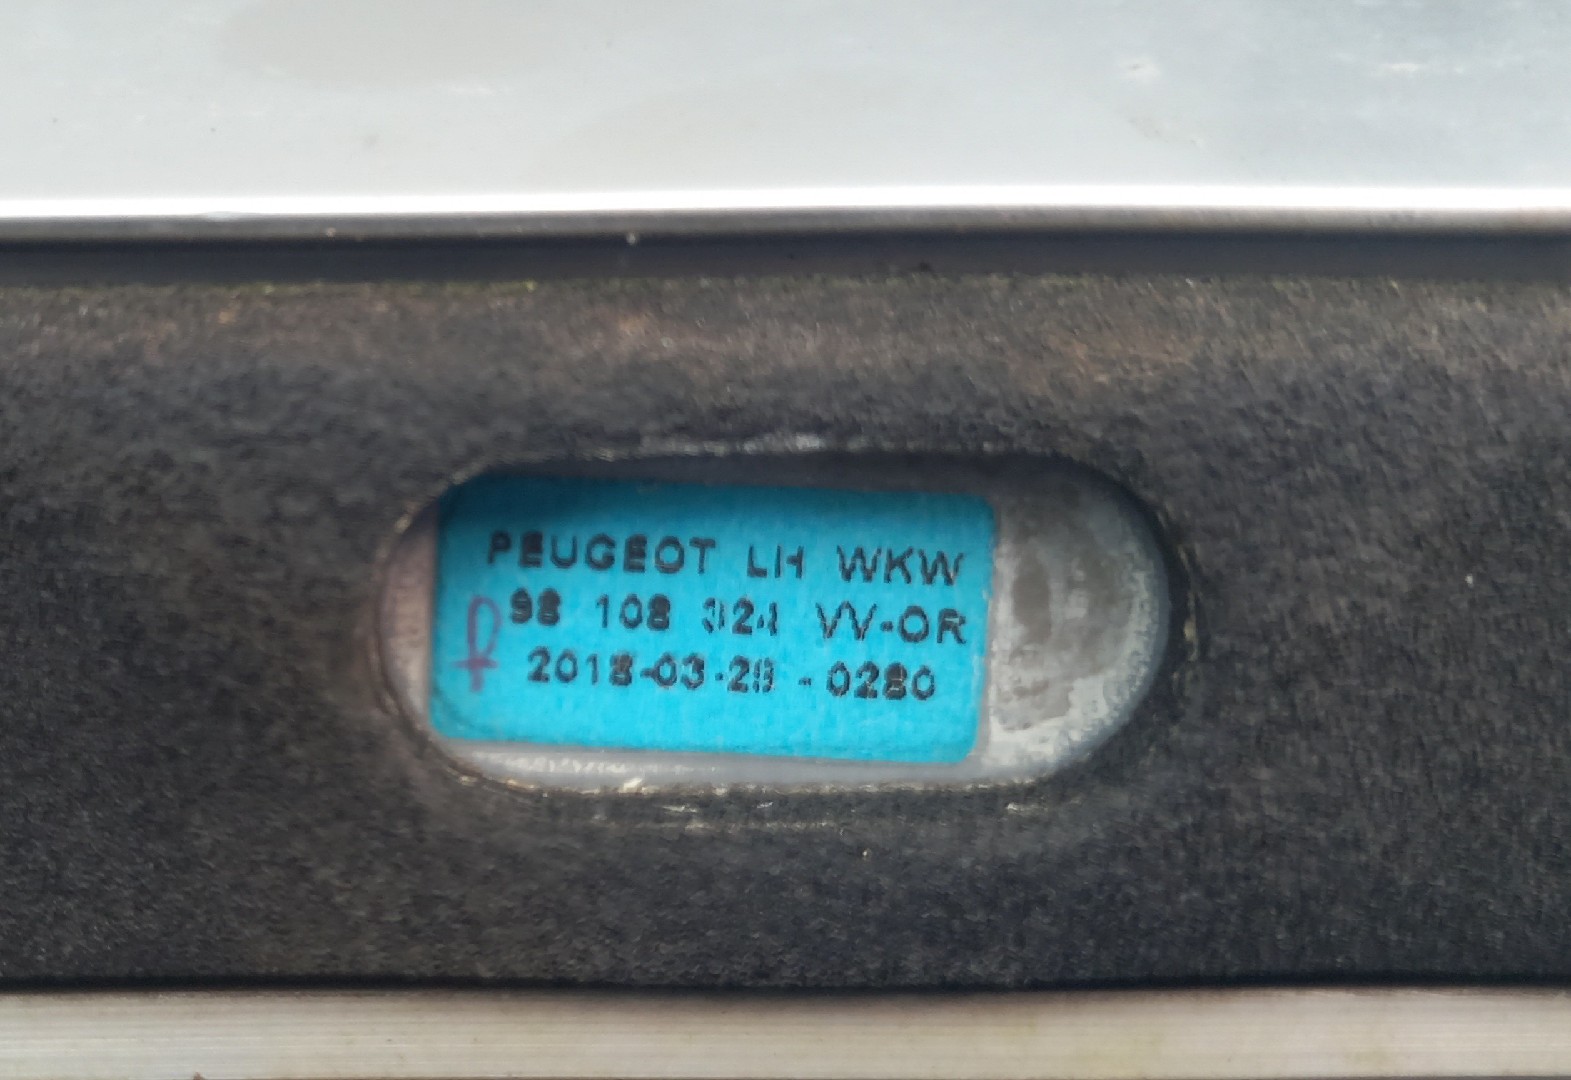 PEUGEOT LH WKW
98 108 324 VV-OR
2018-03-28 - 0280